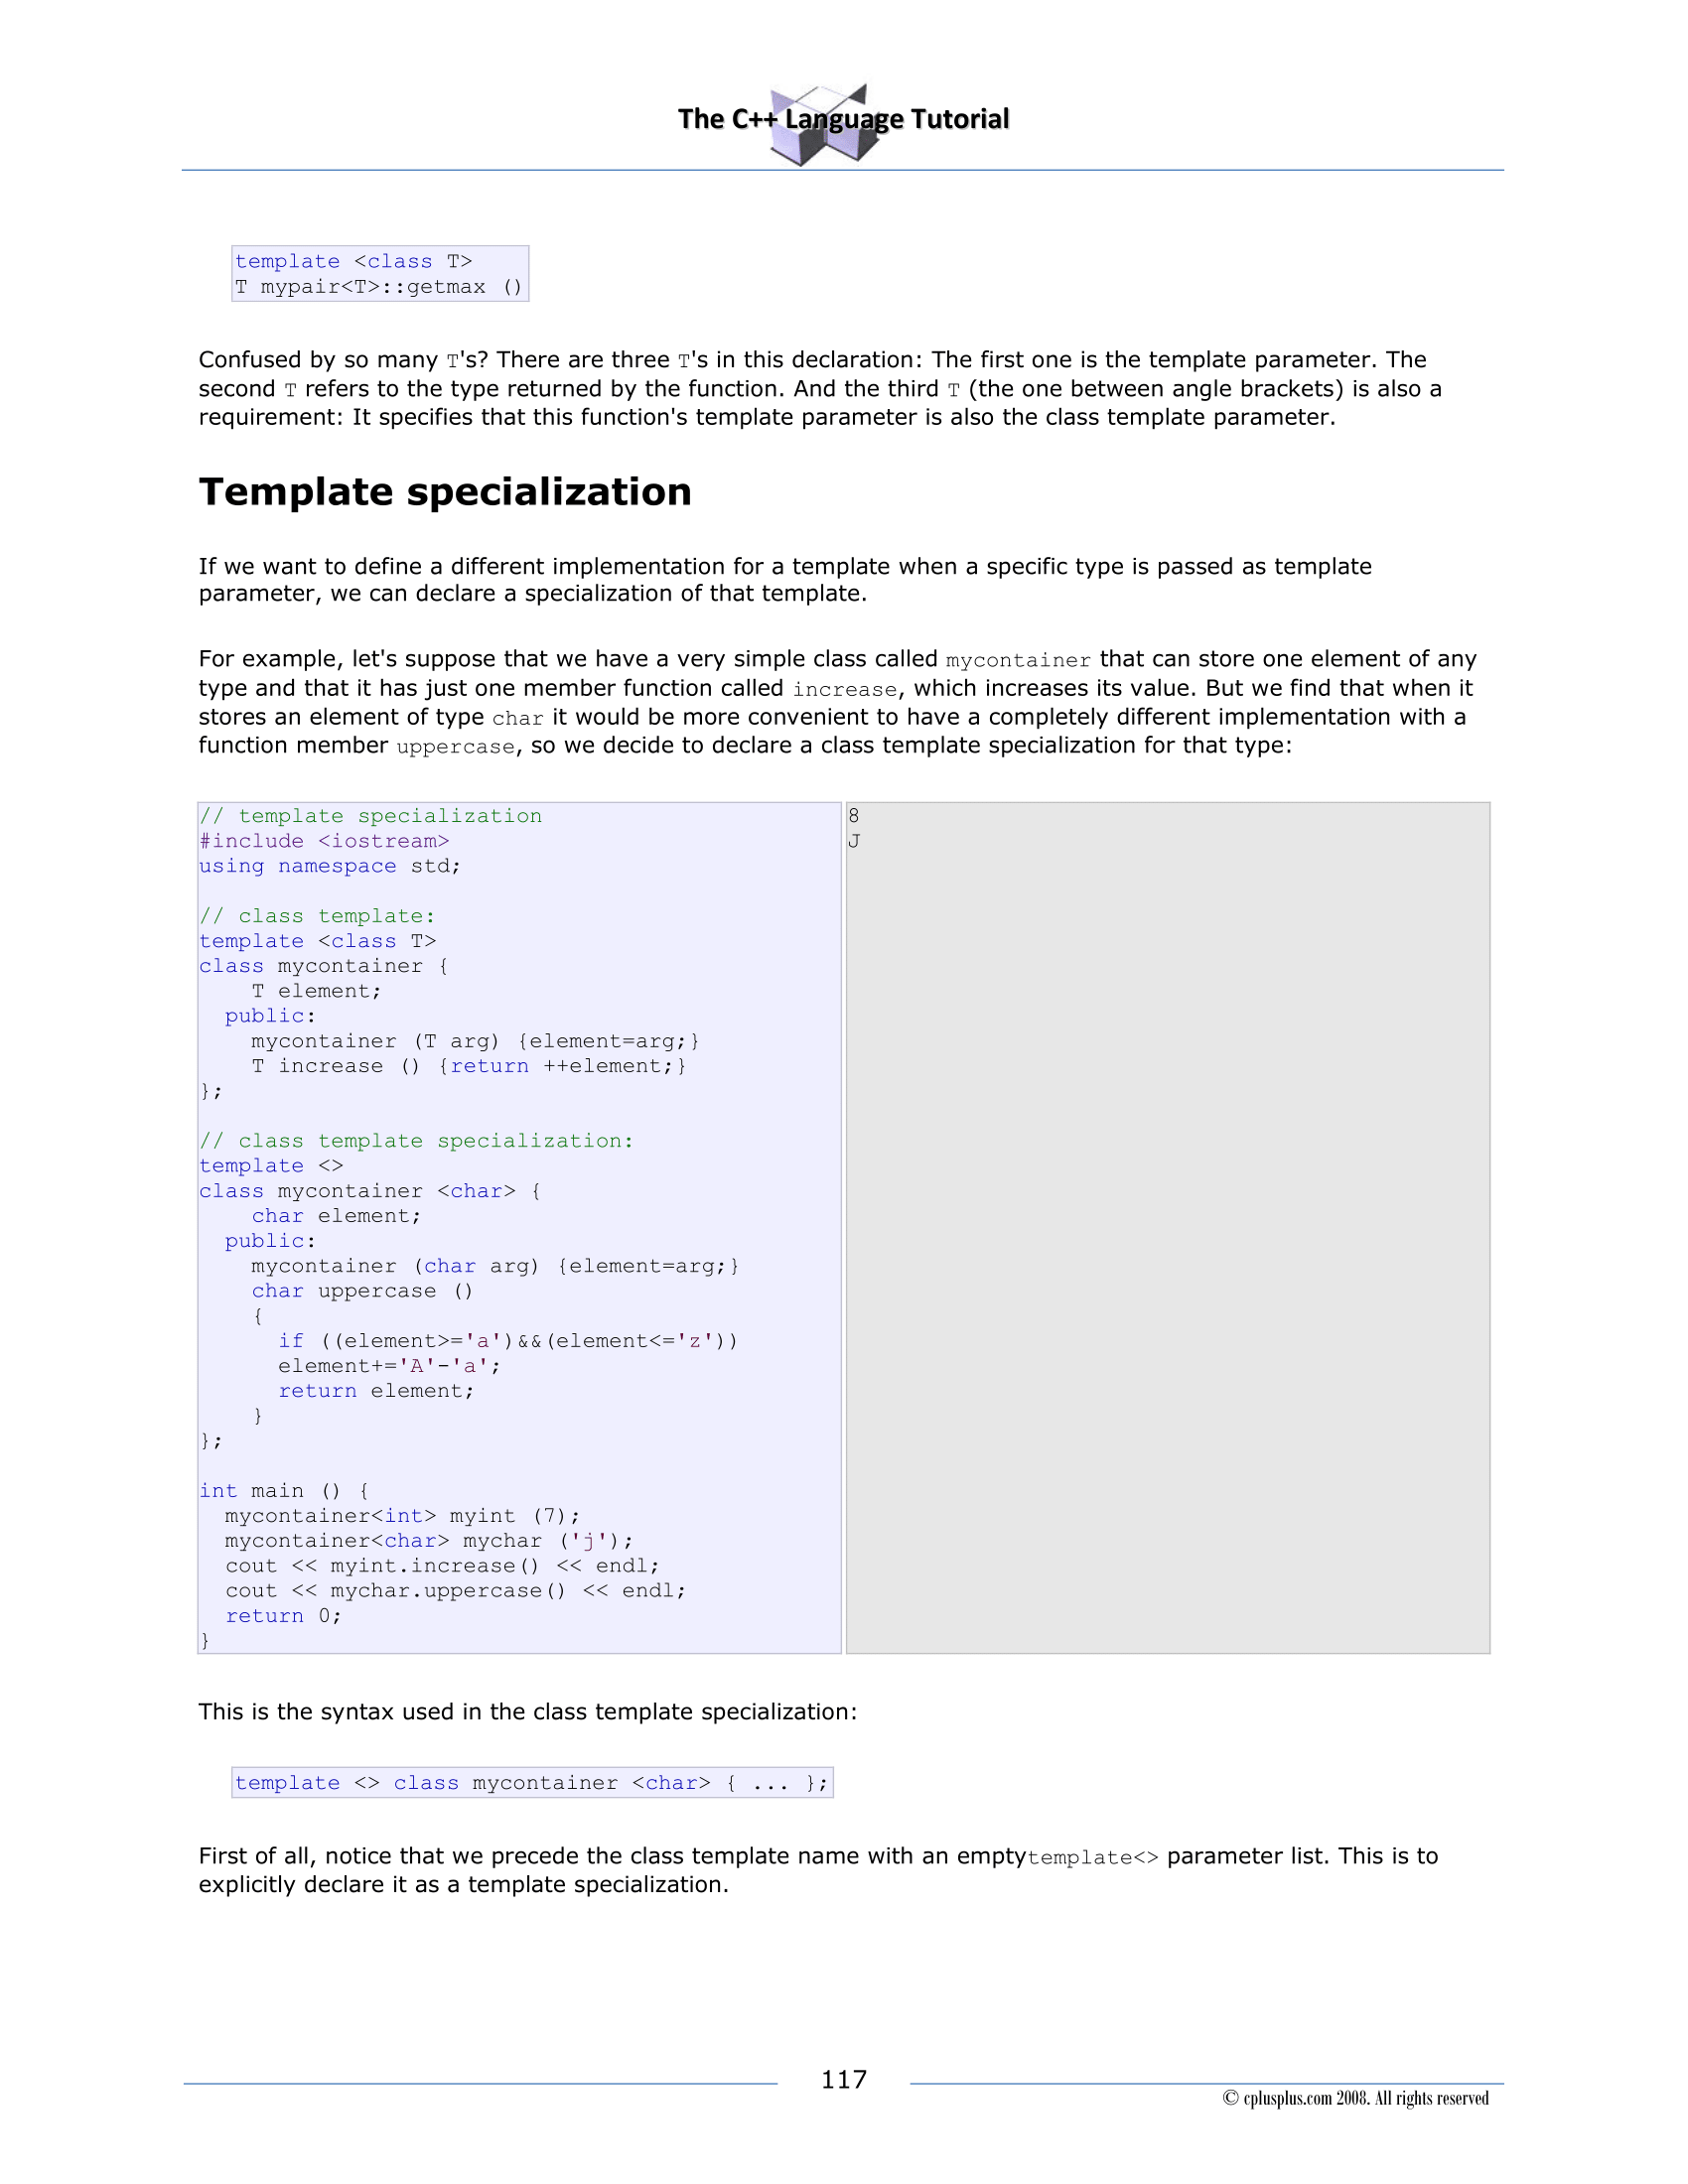 The C++ Language Tutorial
template <class T>
T mypair<T>::getmax ()
Confused by so many T's? There are three T's in this declaration: The first one is the template parameter. The
second T refers to the type returned by the function. And the third T (the one between angle brackets) is also a
requirement: It specifies that this function's template parameter is also the class template parameter.
Template specialization
If we want to define a different implementation for a template when a specific type is passed as template
parameter, we can declare a specialization of that template.
For example, let's suppose that we have a very simple class called mycontainer that can store one element of any
type and that it has just one member function called increase, which increases its value. But we find that when it
stores an element of type char it would be more convenient to have a completely different implementation with a
function member uppercase, so we decide to declare a class template specialization for that type:
// template specialization
#include <iostream>
using namespace std;

// class template:
template <class T>
class mycontainer {
    T element;
  public:
    mycontainer (T arg) {element=arg;}
    T increase () {return ++element;}
};

// class template specialization:
template <>
class mycontainer <char> {
    char element;
  public:
    mycontainer (char arg) {element=arg;}
    char uppercase ()
    {
      if ((element>='a')&&(element<='z'))
      element+='A'-'a';
      return element;
    }
};

int main () {
  mycontainer<int> myint (7);
  mycontainer<char> mychar ('j');
  cout << myint.increase() << endl;
  cout << mychar.uppercase() << endl;
  return 0;
}
8
J
This is the syntax used in the class template specialization:
template <> class mycontainer <char> { ... };
First of all, notice that we precede the class template name with an emptytemplate<> parameter list. This is to
explicitly declare it as a template specialization.
117
© cplusplus.com 2008. All rights reserved